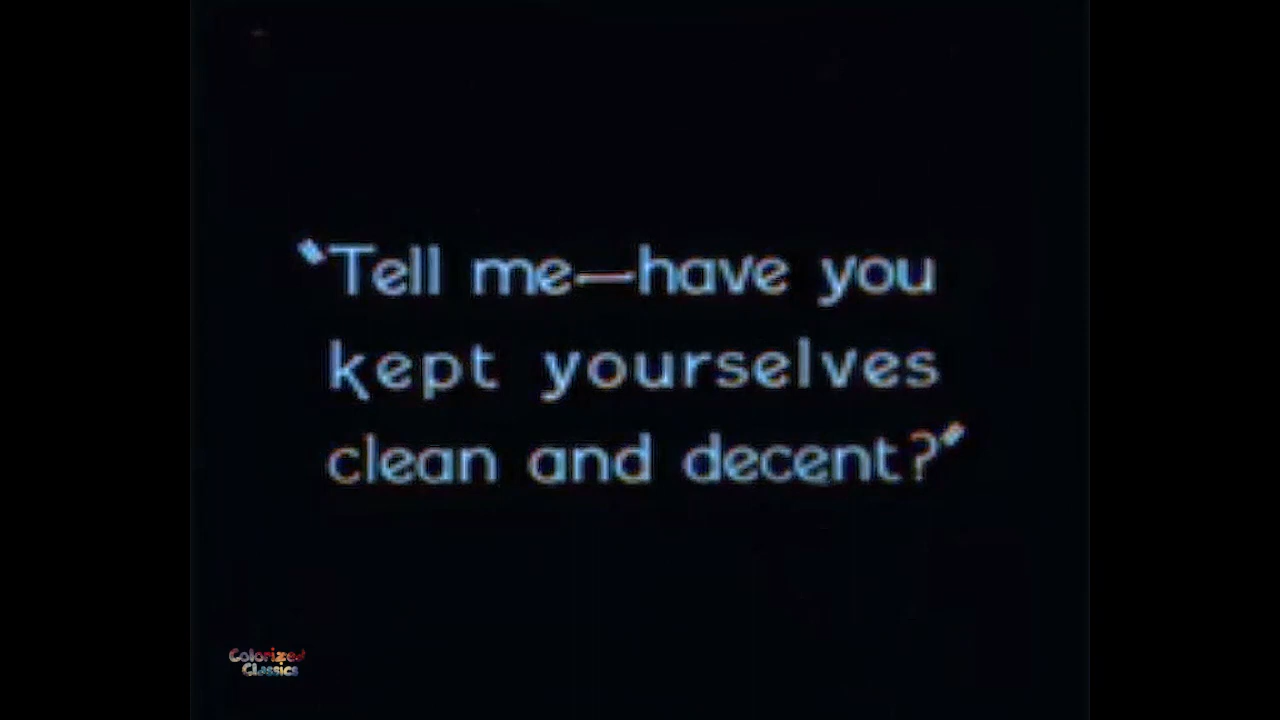 "Tell me—have you
kept yourselves
clean and decent?"
Colorized
Classics